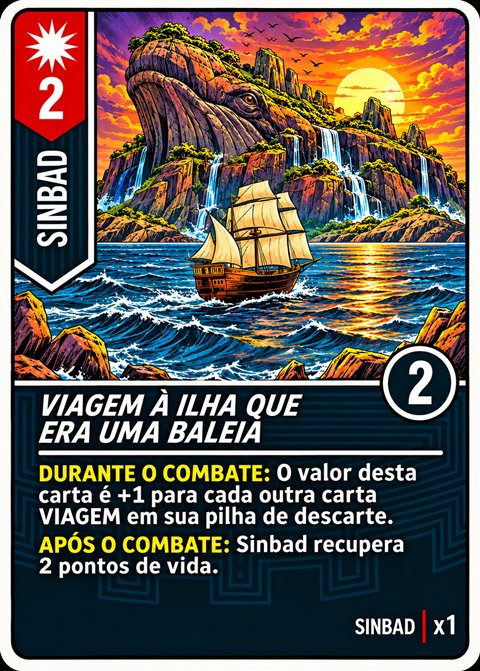 2
SINBAD
2
VIAGEM À ILHA QUE
ERA UMA BALEIA
DURANTE O COMBATE: O valor desta
carta é +1 para cada outra carta
VIAGEM em sua pilha de descarte.
APÓS O COMBATE: Sinbad recupera
2 pontos de vida.
SINBAD | x1